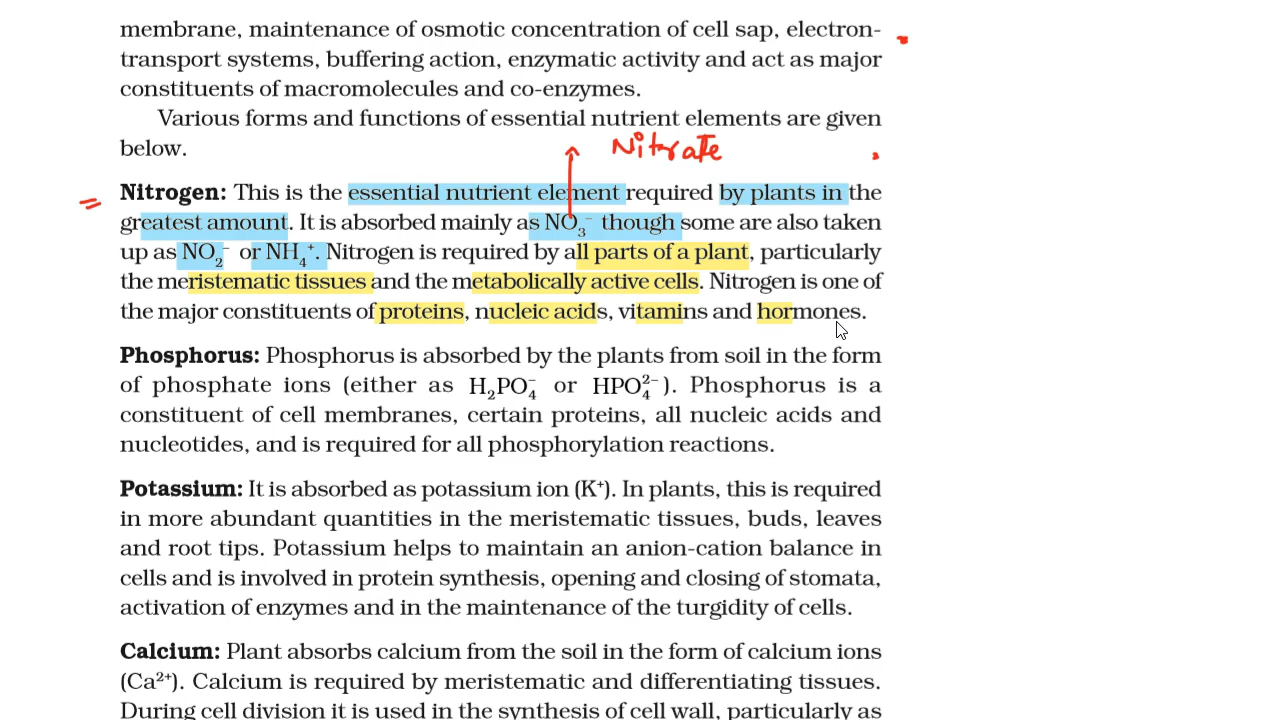 membrane, maintenance of osmotic concentration of cell sap, electron-
transport systems, buffering action, enzymatic activity and act as major
constituents of macromolecules and co-enzymes.
Various forms and functions of essential nutrient elements are given
below.
Nitrate
Nitrogen: This is the essential nutrient element required by plants in the
greatest amount. It is absorbed mainly as NO₃⁻ though some are also taken
up as NO₂⁻ or NH₄⁺. Nitrogen is required by all parts of a plant, particularly
the meristematic tissues and the metabolically active cells. Nitrogen is one of
the major constituents of proteins, nucleic acids, vitamins and hormones.
Phosphorus: Phosphorus is absorbed by the plants from soil in the form
of phosphate ions (either as H₂PO₄⁻ or HPO₄²⁻). Phosphorus is a
constituent of cell membranes, certain proteins, all nucleic acids and
nucleotides, and is required for all phosphorylation reactions.
Potassium: It is absorbed as potassium ion (K⁺). In plants, this is required
in more abundant quantities in the meristematic tissues, buds, leaves
and root tips. Potassium helps to maintain an anion-cation balance in
cells and is involved in protein synthesis, opening and closing of stomata,
activation of enzymes and in the maintenance of the turgidity of cells.
Calcium: Plant absorbs calcium from the soil in the form of calcium ions
(Ca²⁺). Calcium is required by meristematic and differentiating tissues.
During cell division it is used in the synthesis of cell wall, particularly as